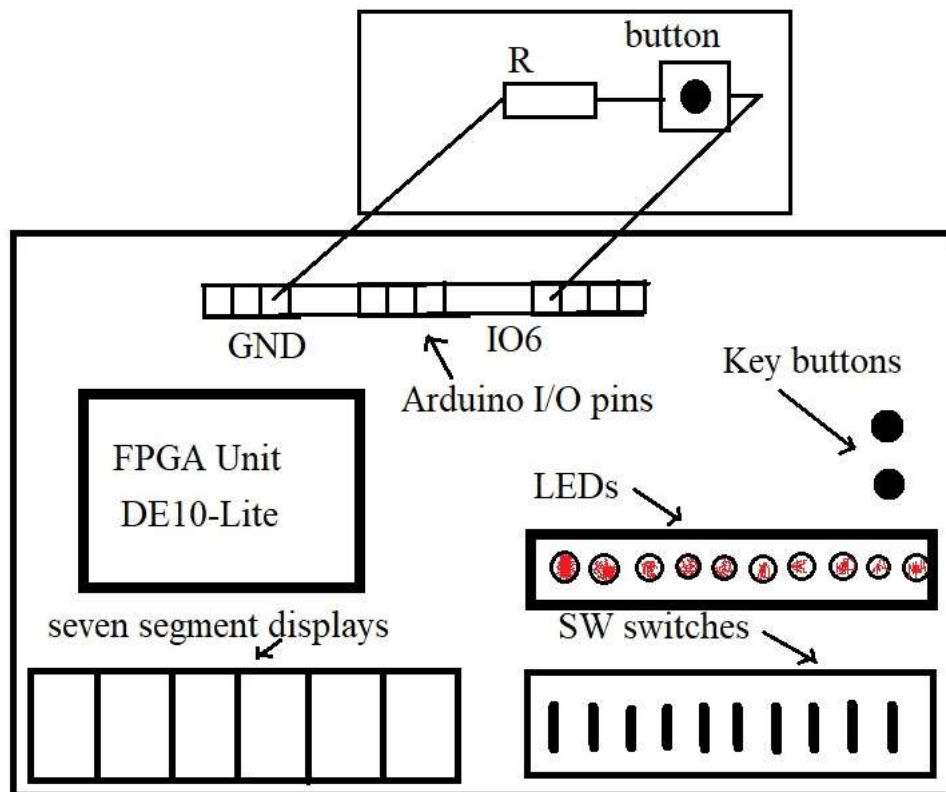 button
R
GND
IO6
Arduino I/O pins
Key buttons
FPGA Unit
DE10-Lite
LEDs
seven segment displays
SW switches